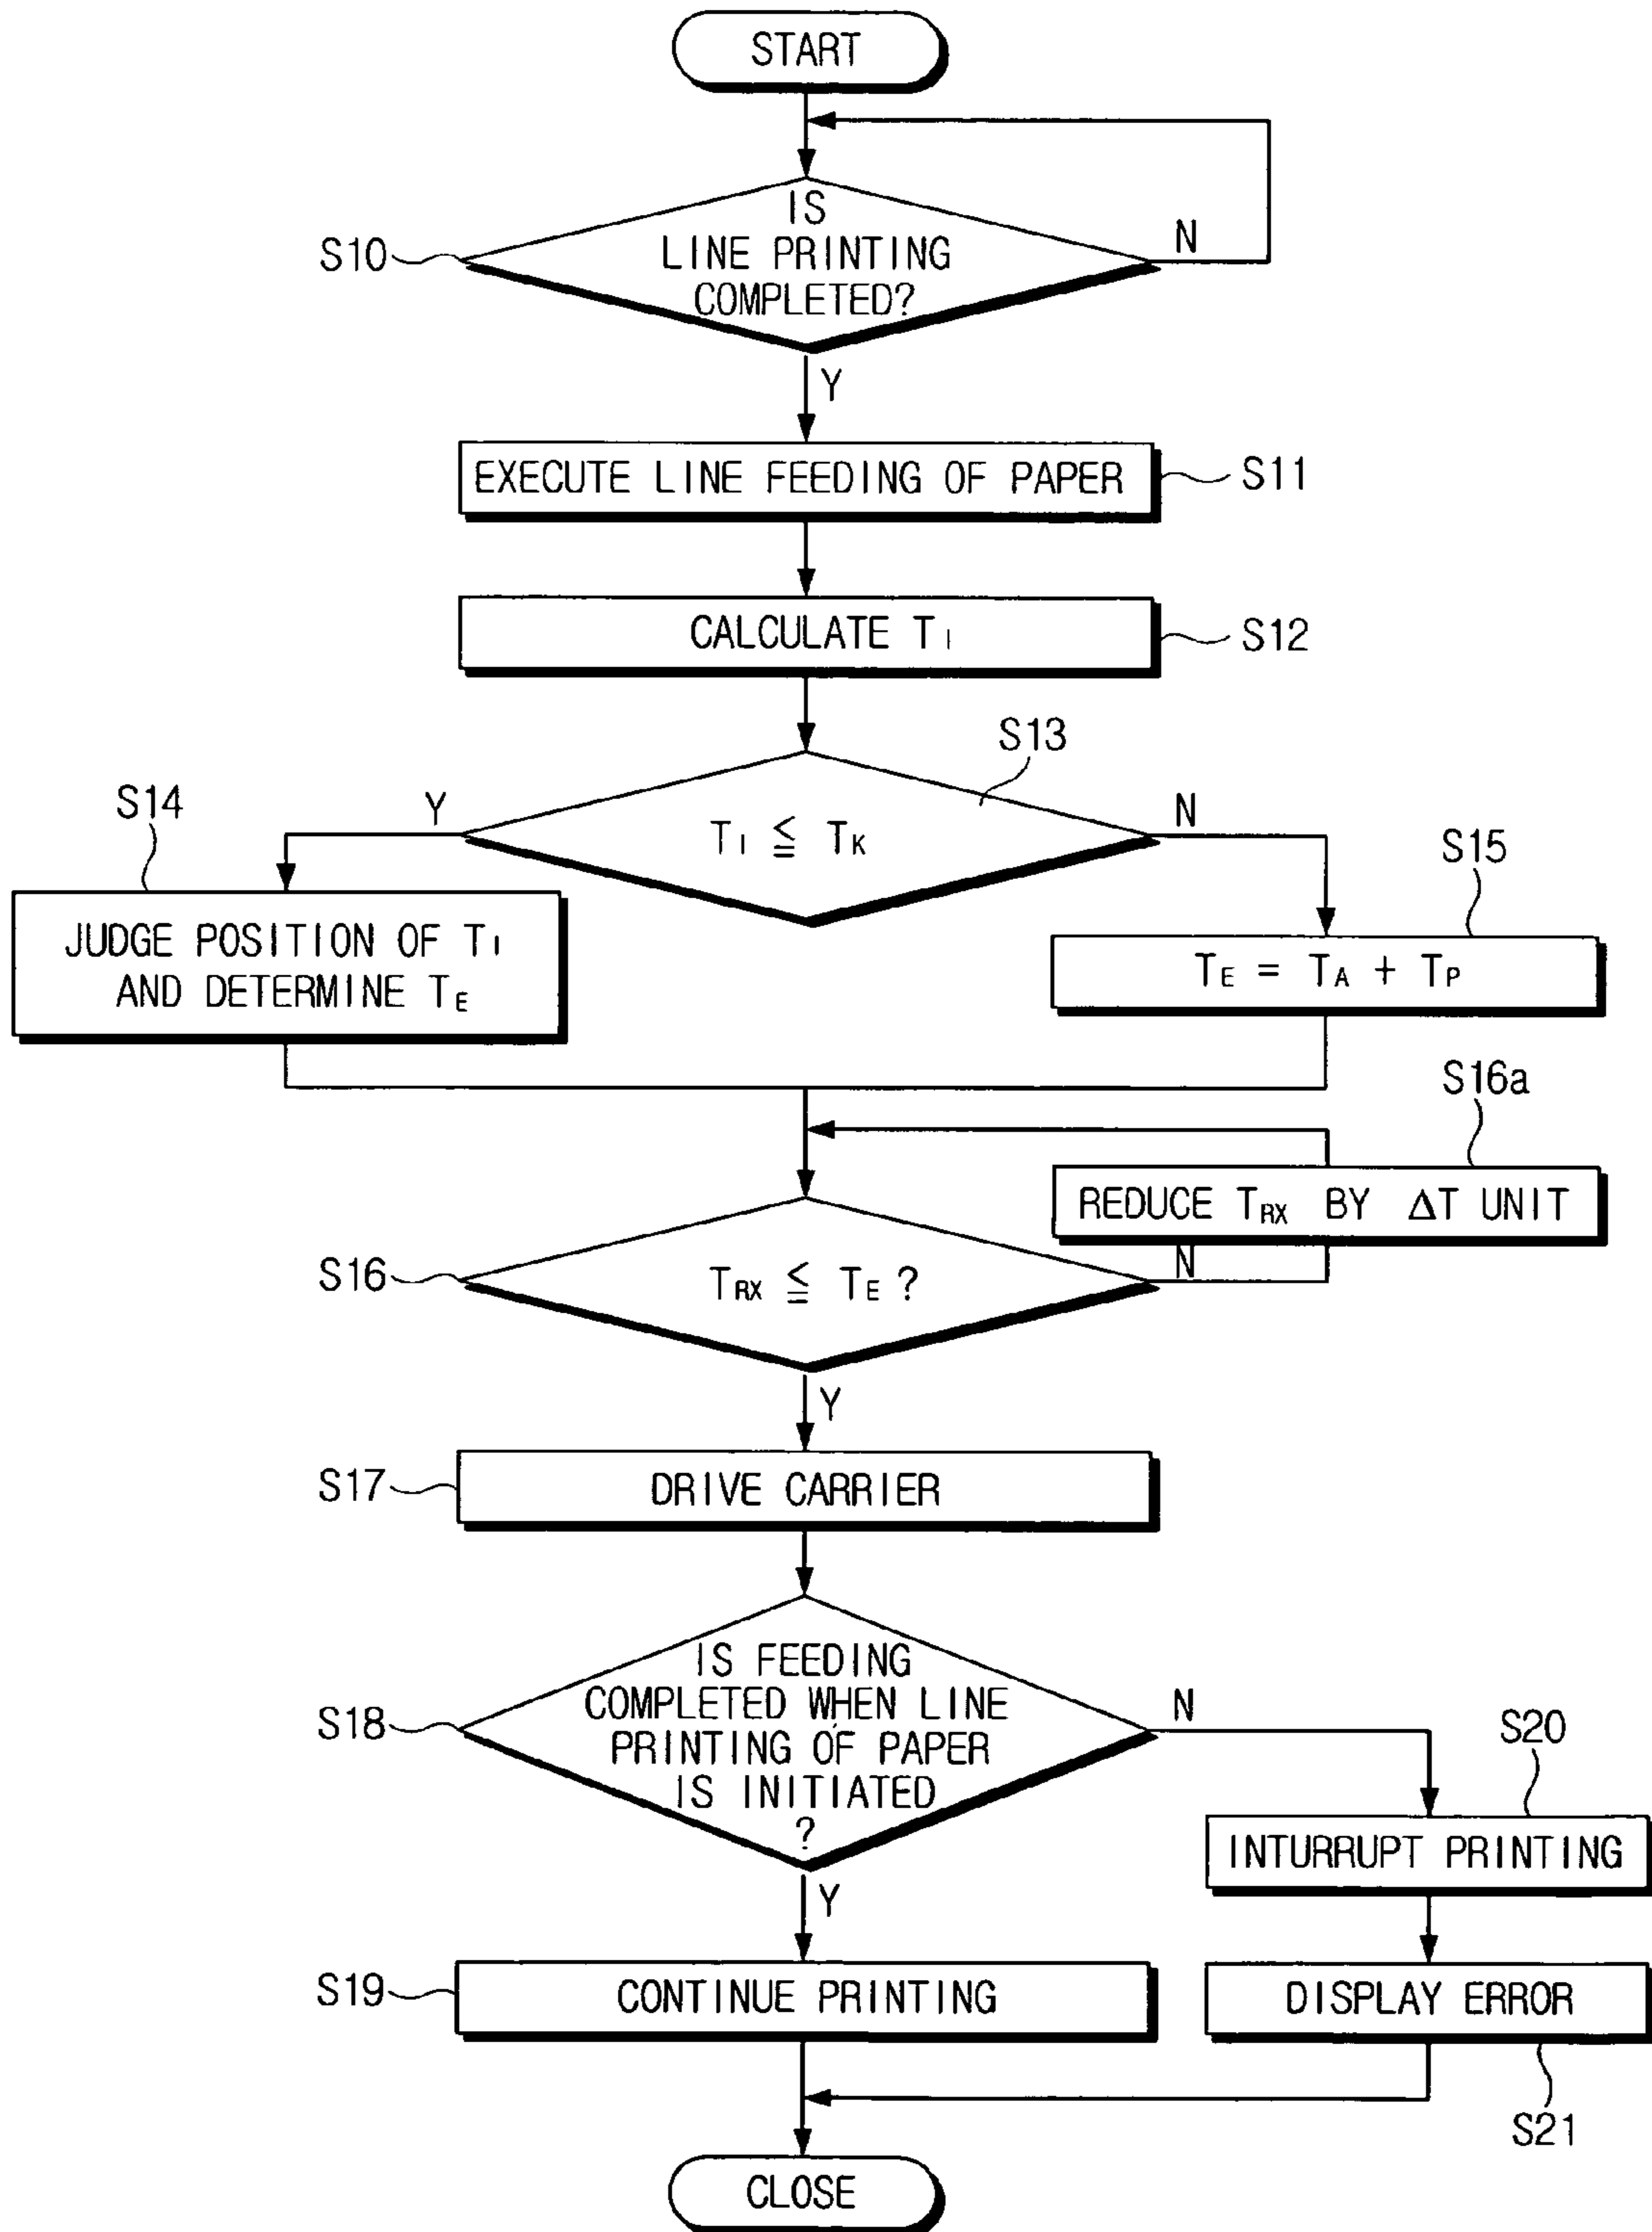 START
IS
LINE PRINTING
COMPLETED?
S10
N
Y
EXECUTE LINE FEEDING OF PAPER
S11
CALCULATE TI
S12
S13
S14
Y
TI ≦ TK
N
S15
JUDGE POSITION OF TI
AND DETERMINE TE
TE = TA + TP
S16a
REDUCE TRX BY ΔT UNIT
S16
TRX ≦ TE ?
N
Y
S17
DRIVE CARRIER
IS FEEDING
COMPLETED WHEN LINE
PRINTING OF PAPER
IS INITIATED
?
S18
N
S20
INTURRUPT PRINTING
Y
S19
CONTINUE PRINTING
DISPLAY ERROR
S21
CLOSE